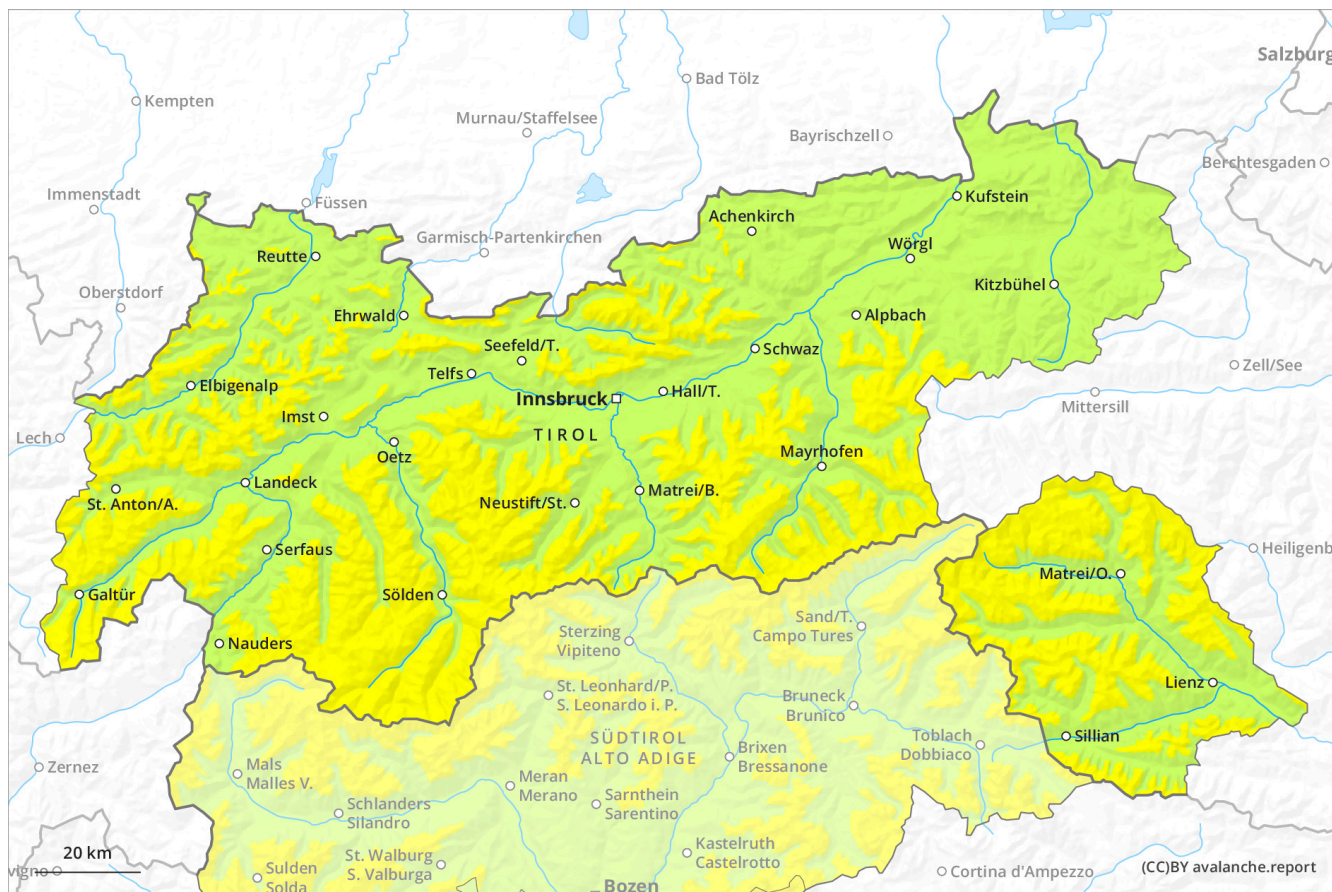 Salzburg
Kempten
Bad Tölz
Murnau/Staffelsee
Bayrischzell
Berchtesgaden
Immenstadt
Füssen
Kufstein
Achenkirch
Garmisch-Partenkirchen
Wörgl
Reutte
Kitzbühel
Oberstdorf
Ehrwald
Alpbach
Seefeld/T.
Schwaz
Telfs
Zell/See
Elbigenalp
Innsbruck
Hall/T.
Mittersill
Imst
TIROL
Lech
Oetz
Mayrhofen
Landeck
Matrei/B.
St. Anton/A.
Neustift/St.
Serfaus
Heiligenb
Matrei/O.
Galtür
Sölden
Sand/T.
Campo Tures
Sterzing
Vipiteno
Nauders
Lienz
St. Leonhard/P.
S. Leonardo i. P.
Bruneck
Brunico
Sillian
SÜDTIROL
ALTO ADIGE
Toblach
Dobbiaco
Brixen
Bressanone
Zernez
Mals
Malles V.
Meran
Merano
Sarnthein
Sarentino
Schlanders
Silandro
20 km
Kastelruth
Castelrotto
St. Walburg
S. Valburga
vigno
Sulden
Solda
Cortina d'Ampezzo
(CC)BY avalanche.report
Bozen